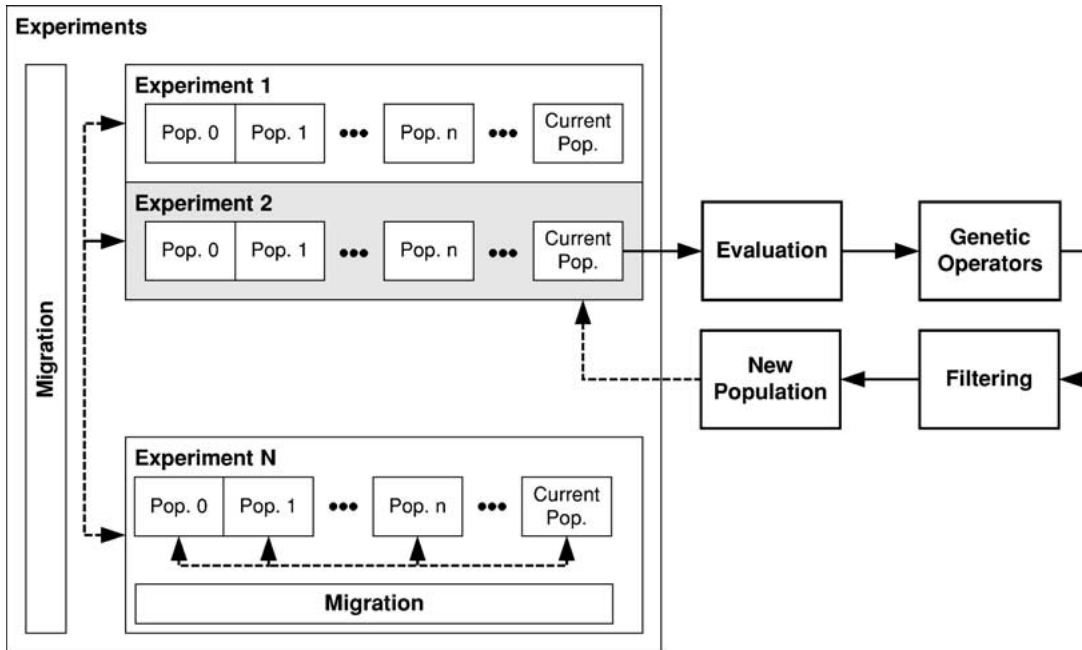 Experiments
Migration
Experiment 1
Pop. 0
Pop. 1
•••
Pop. n
•••
Current
Pop.
Experiment 2
Pop. 0
Pop. 1
•••
Pop. n
•••
Current
Pop.
Evaluation
Genetic
Operators
New
Population
Filtering
Experiment N
Pop. 0
Pop. 1
•••
Pop. n
•••
Current
Pop.
Migration